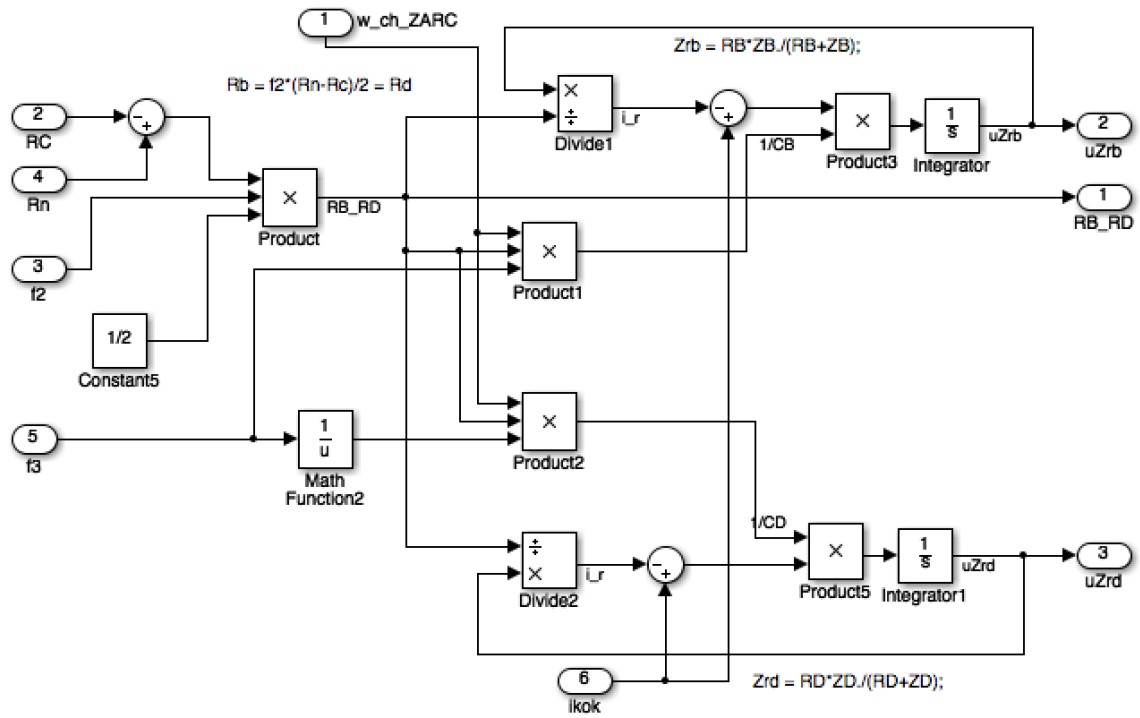 1
w_ch_ZARC
Zrb = RB*ZB./(RB+ZB);
Rb = f2*(Rn-Rc)/2 = Rd
2
RC
-
+
×
÷
Divide1
i_r
-
+
×
Product3
1
s
Integrator
uZrb
2
uZrb
1/CB
4
Rn
×
Product
RB_RD
1
RB_RD
3
f2
×
Product1
1/2
Constant5
×
Product2
5
f3
1
u
Math
Function2
1/CD
÷
×
Divide2
i_r
-
+
×
Product5
1
s
Integrator1
uZrd
3
uZrd
6
ikok
Zrd = RD*ZD./(RD+ZD);